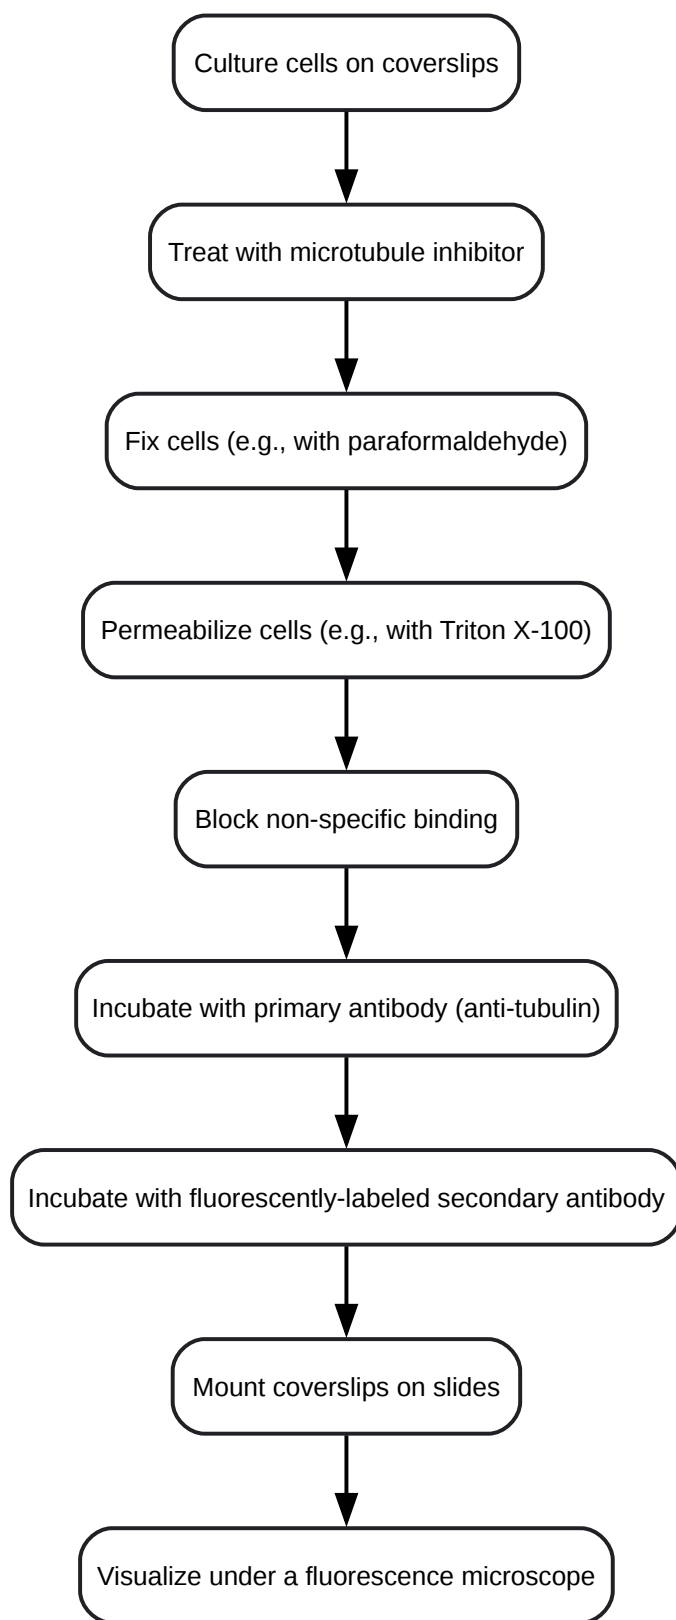 Culture cells on coverslips
Treat with microtubule inhibitor
Fix cells (e.g., with paraformaldehyde)
Permeabilize cells (e.g., with Triton X-100)
Block non-specific binding
Incubate with primary antibody (anti-tubulin)
Incubate with fluorescently-labeled secondary antibody
Mount coverslips on slides
Visualize under a fluorescence microscope